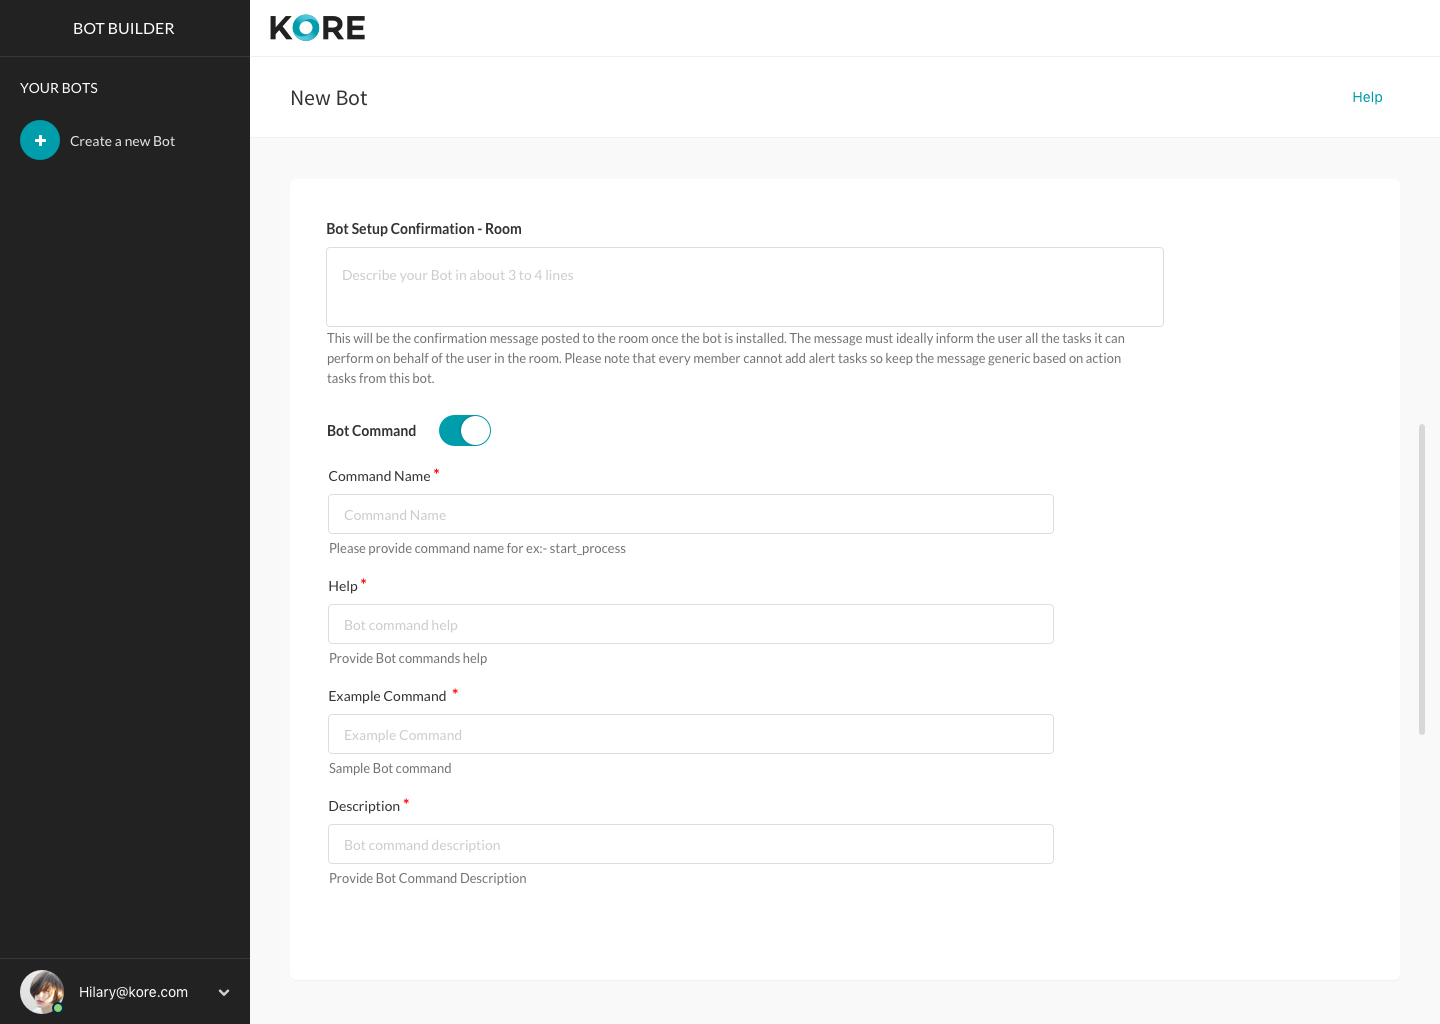 BOT BUILDER
KORE
YOUR BOTS
Create a new Bot
New Bot
Help
Bot Setup Confirmation - Room
Describe your Bot in about 3 to 4 lines
This will be the confirmation message posted to the room once the bot is installed. The message must ideally inform the user all the tasks it can
perform on behalf of the user in the room. Please note that every member cannot add alert tasks so keep the message generic based on action
tasks from this bot.
Bot Command
Command Name *
Command Name
Please provide command name for ex:- start_process
Help *
Bot command help
Provide Bot commands help
Example Command *
Example Command
Sample Bot command
Description *
Bot command description
Provide Bot Command Description
Hilary@kore.com